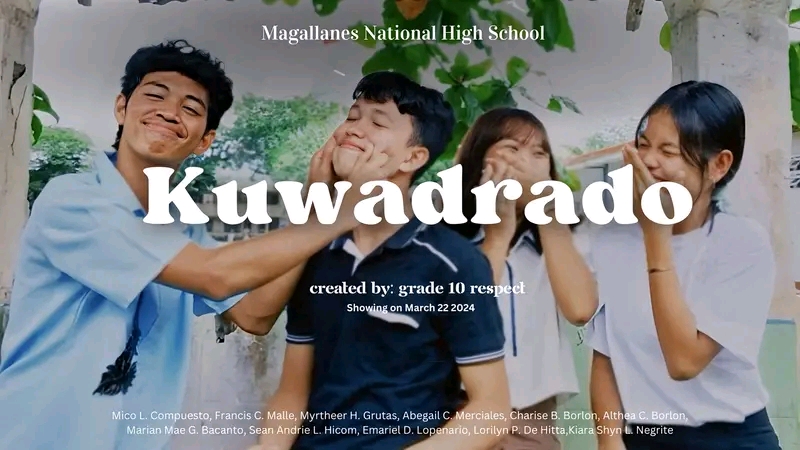 Magallanes National High School
Kuwadrado
created by: grade 10 respect
Showing on March 22 2024
Mico L. Compuesto, Francis C. Malle, Myrtheer H. Grutas, Abegail C. Merciales, Charise B. Borlon, Althea C. Borlon,
Marian Mae G. Bacanto, Sean Andrie L. Hicom, Emariel D. Lopenario, Lorilyn P. De Hitta,Kiara Shyn L. Negrite